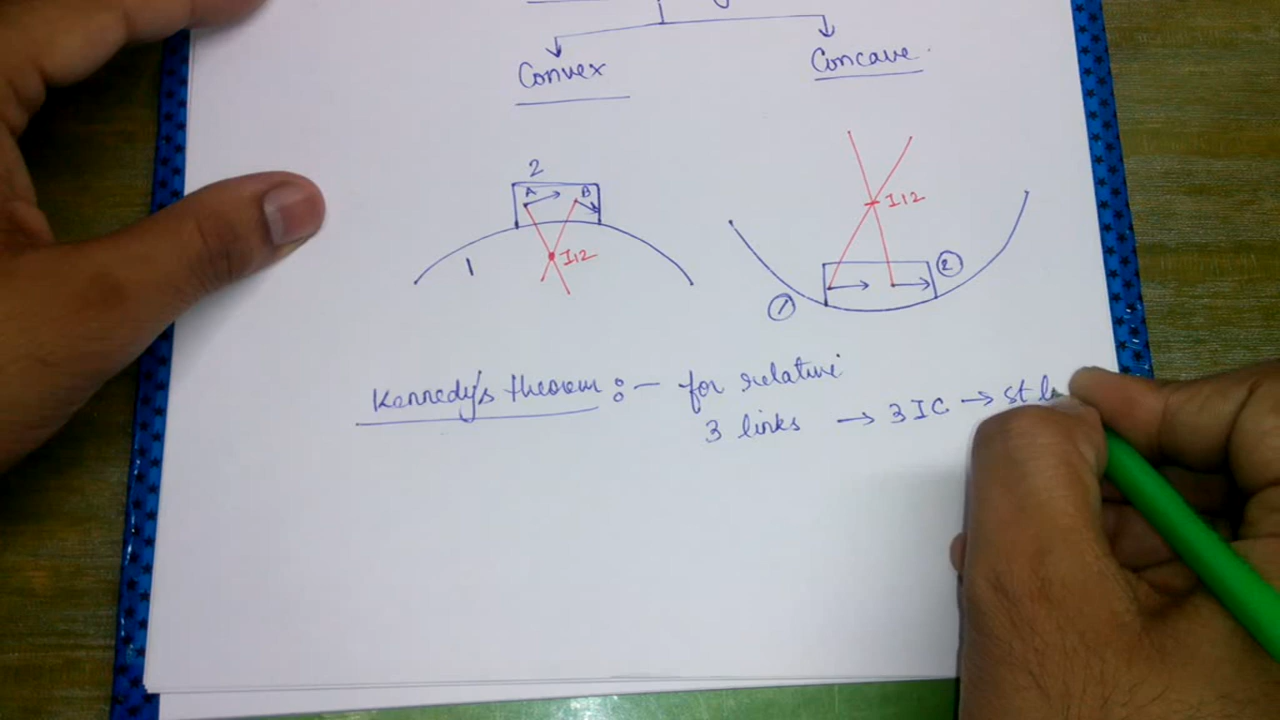 Convex
Concave
2
A B
1
I12
I12
1
2
Kennedy's theorem :- for relative
3 links → 3 IC → st